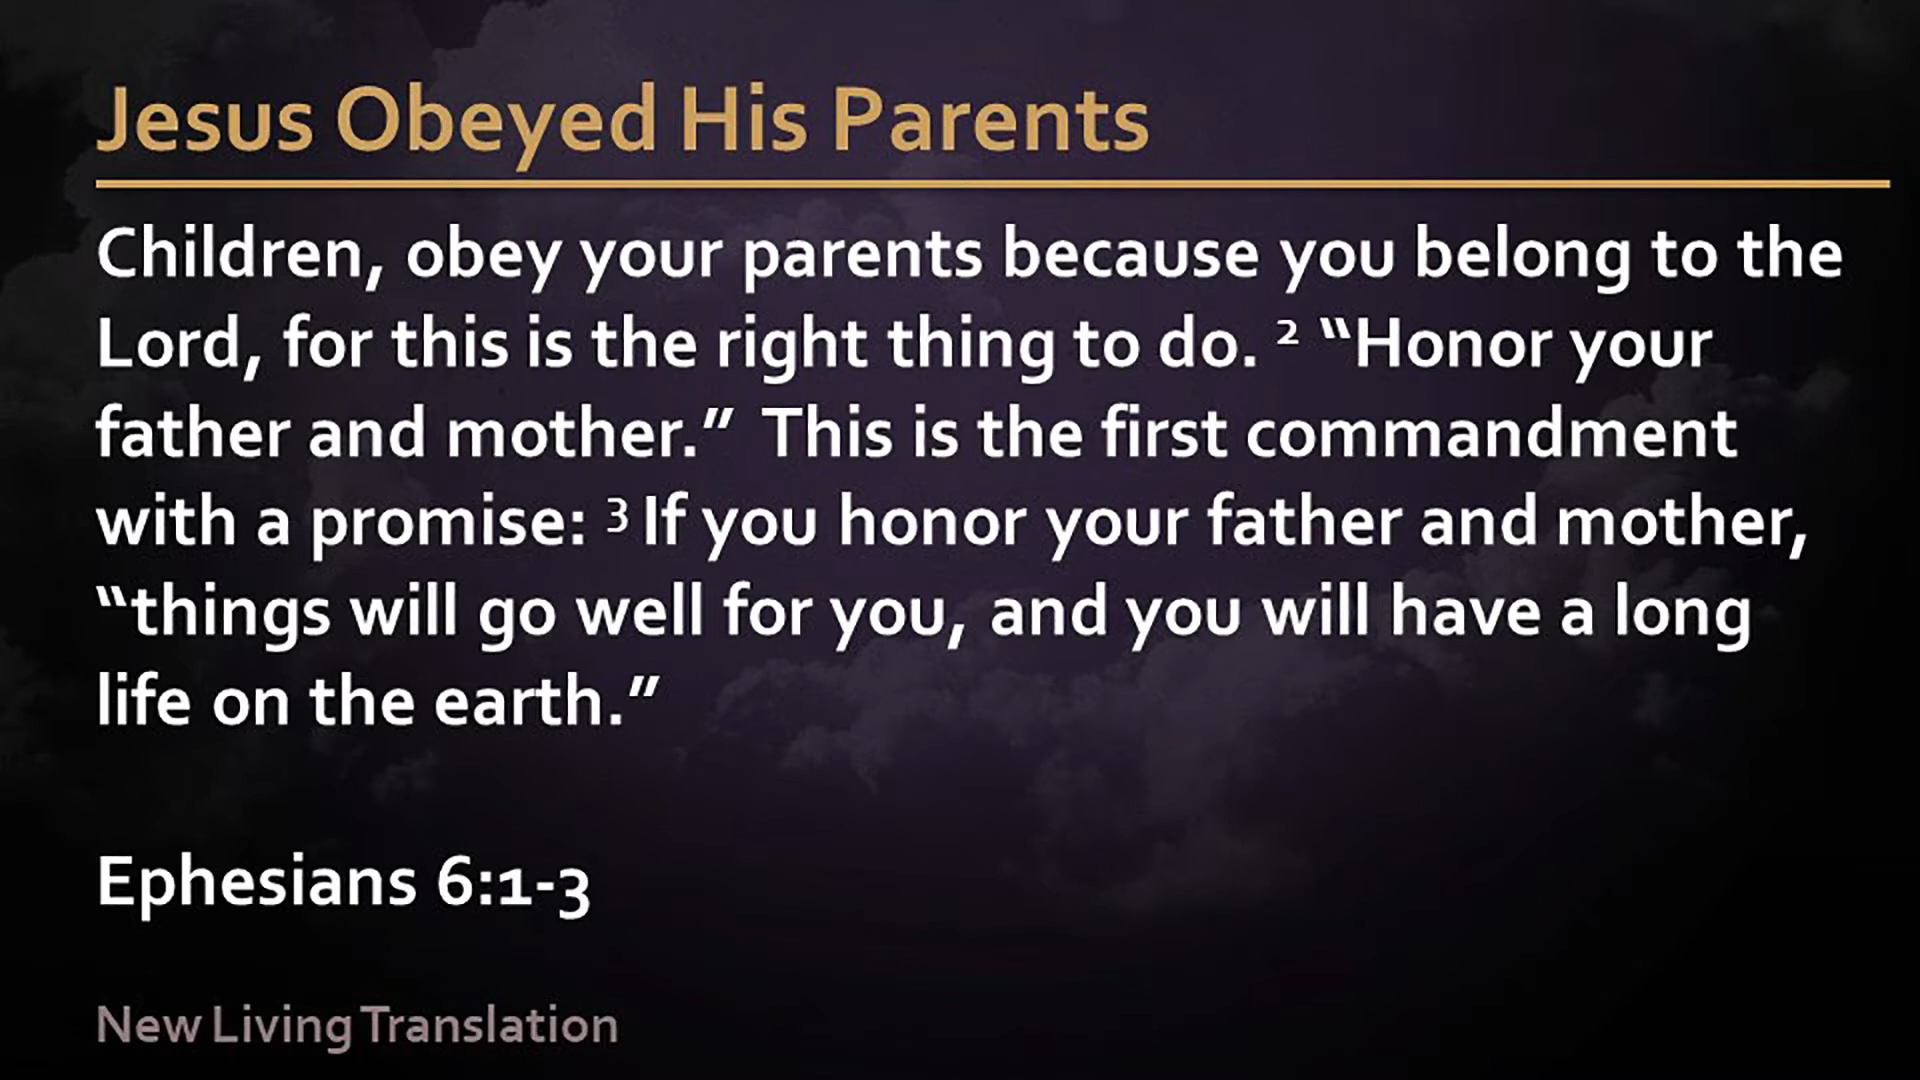 Jesus Obeyed His Parents
Children, obey your parents because you belong to the
Lord, for this is the right thing to do. ² “Honor your
father and mother.” This is the first commandment
with a promise: ³ If you honor your father and mother,
“things will go well for you, and you will have a long
life on the earth.”
Ephesians 6:1-3
New Living Translation